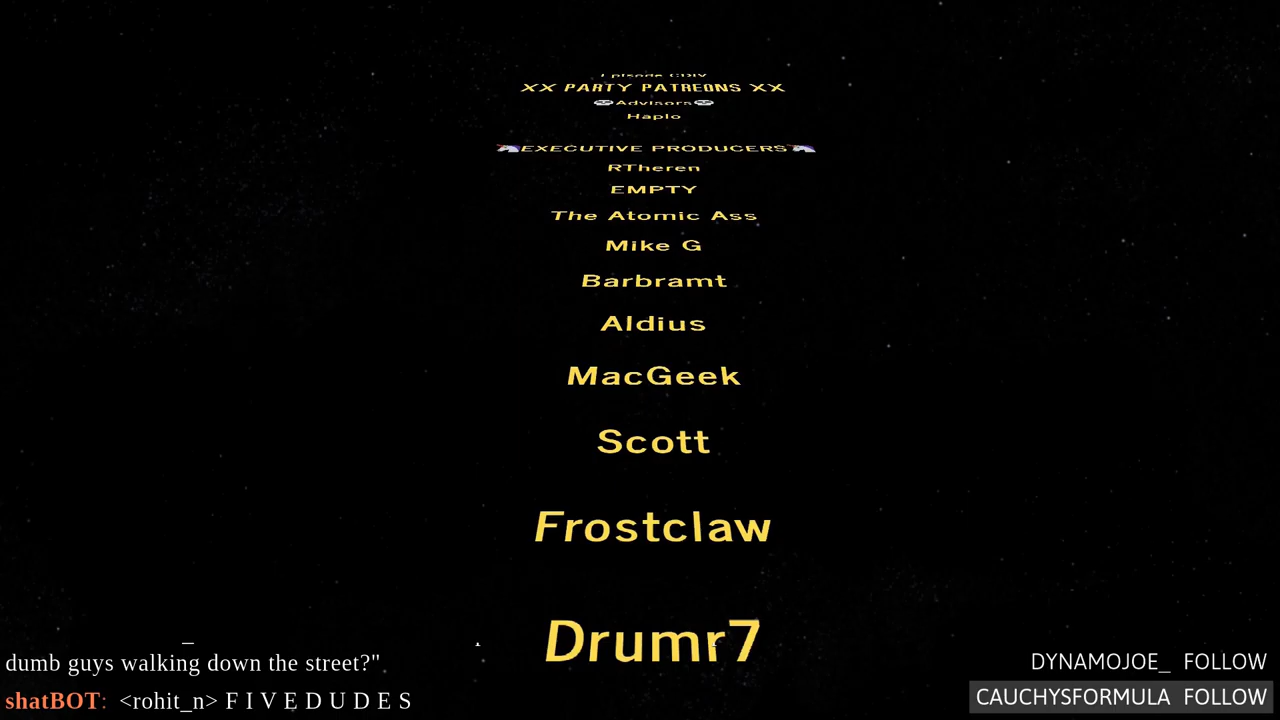 XX PARTY PATREONS XX
Advisors
Haplo
EXECUTIVE PRODUCERS
RTheren
EMPTY
The Atomic Ass
Mike G
Barbramt
Aldius
MacGeek
Scott
Frostclaw
Drumr7
dumb guys walking down the street?"
shatBOT: <rohit_n> F I V E D U D E S
DYNAMOJOE_ FOLLOW
CAUCHYSFORMULA FOLLOW